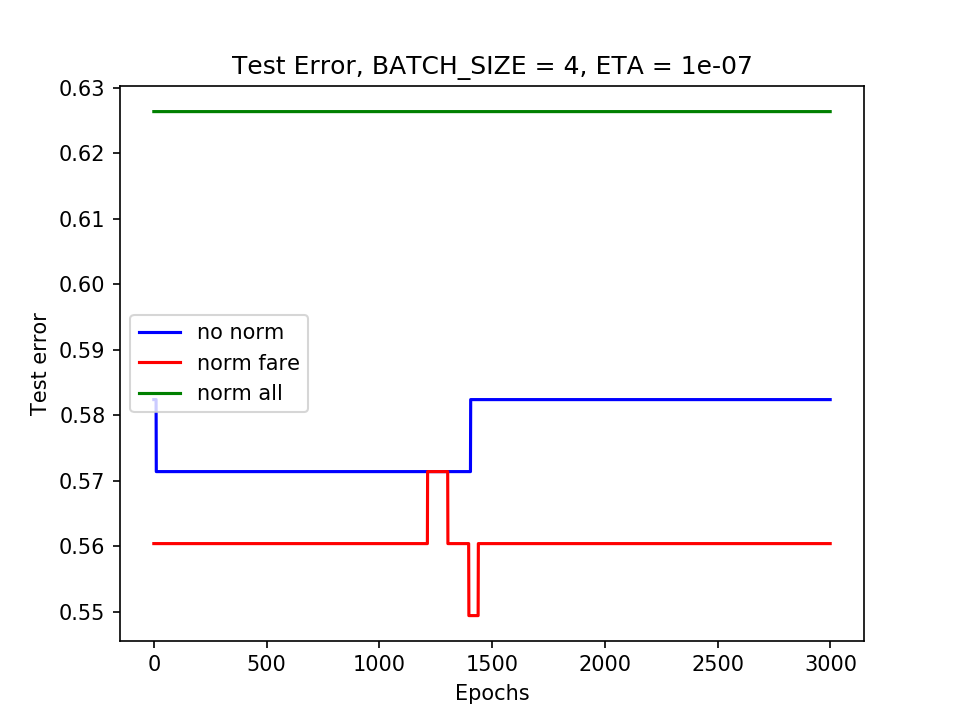 Test Error, BATCH_SIZE = 4, ETA = 1e-07
Test error
0.63
0.62
0.61
0.60
0.59
0.58
0.57
0.56
0.55
no norm
norm fare
norm all
0 500 1000 1500 2000 2500 3000
Epochs